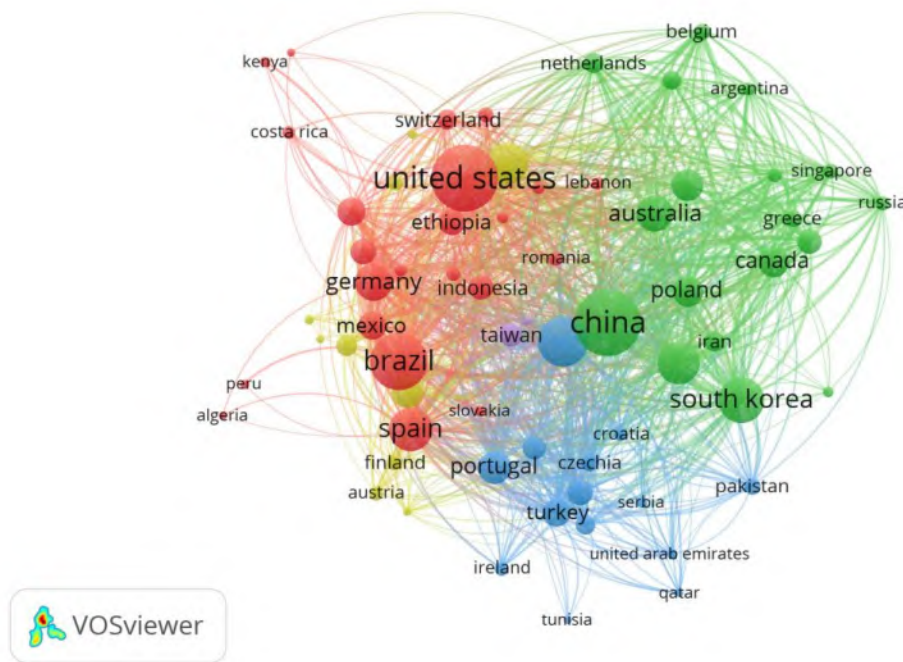 belgium
netherlands
kenya
argentina
costa rica
switzerland
united states
lebanon
singapore
russia
ethiopia
australia
greece
romania
canada
germany
indonesia
poland
mexico
taiwan
china
iran
brazil
peru
algeria
slovakia
south korea
spain
croatia
finland
portugal
czechia
austria
serbia
pakistan
turkey
united arab emirates
ireland
qatar
tunisia
VOSviewer